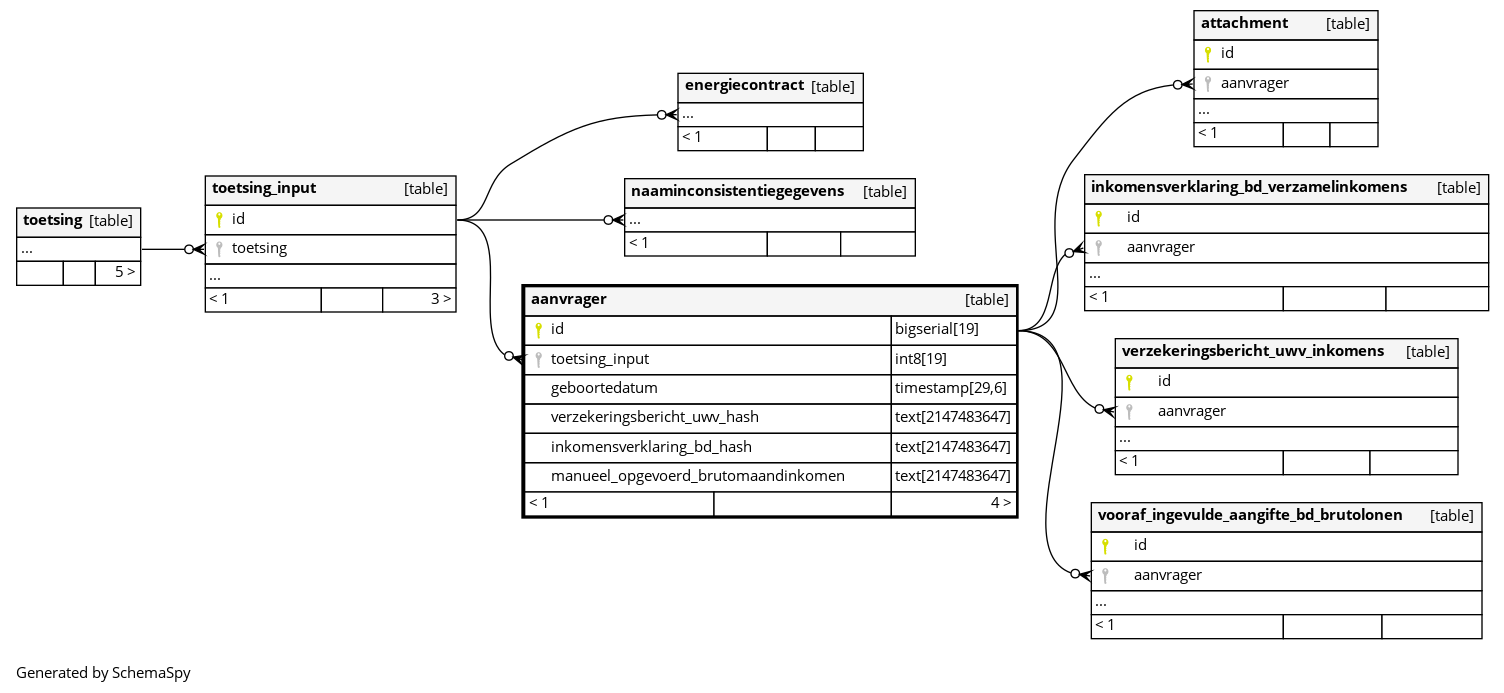 toetsing [table]
...
5 >
toetsing_input [table]
id
toetsing
...
< 1 3 >
energiecontract [table]
...
< 1
naaminconsistentiegegevens [table]
...
< 1
aanvrager [table]
id bigserial[19]
toetsing_input int8[19]
geboortedatum timestamp[29,6]
verzekeringsbericht_uwv_hash text[2147483647]
inkomensverklaring_bd_hash text[2147483647]
manueel_opgevoerd_brutomaandinkomen text[2147483647]
< 1 4 >
attachment [table]
id
aanvrager
...
< 1
inkomensverklaring_bd_verzamelinkomens [table]
id
aanvrager
...
< 1
verzekeringsbericht_uwv_inkomens [table]
id
aanvrager
...
< 1
vooraf_ingevulde_aangifte_bd_brutolonen [table]
id
aanvrager
...
< 1
Generated by SchemaSpy